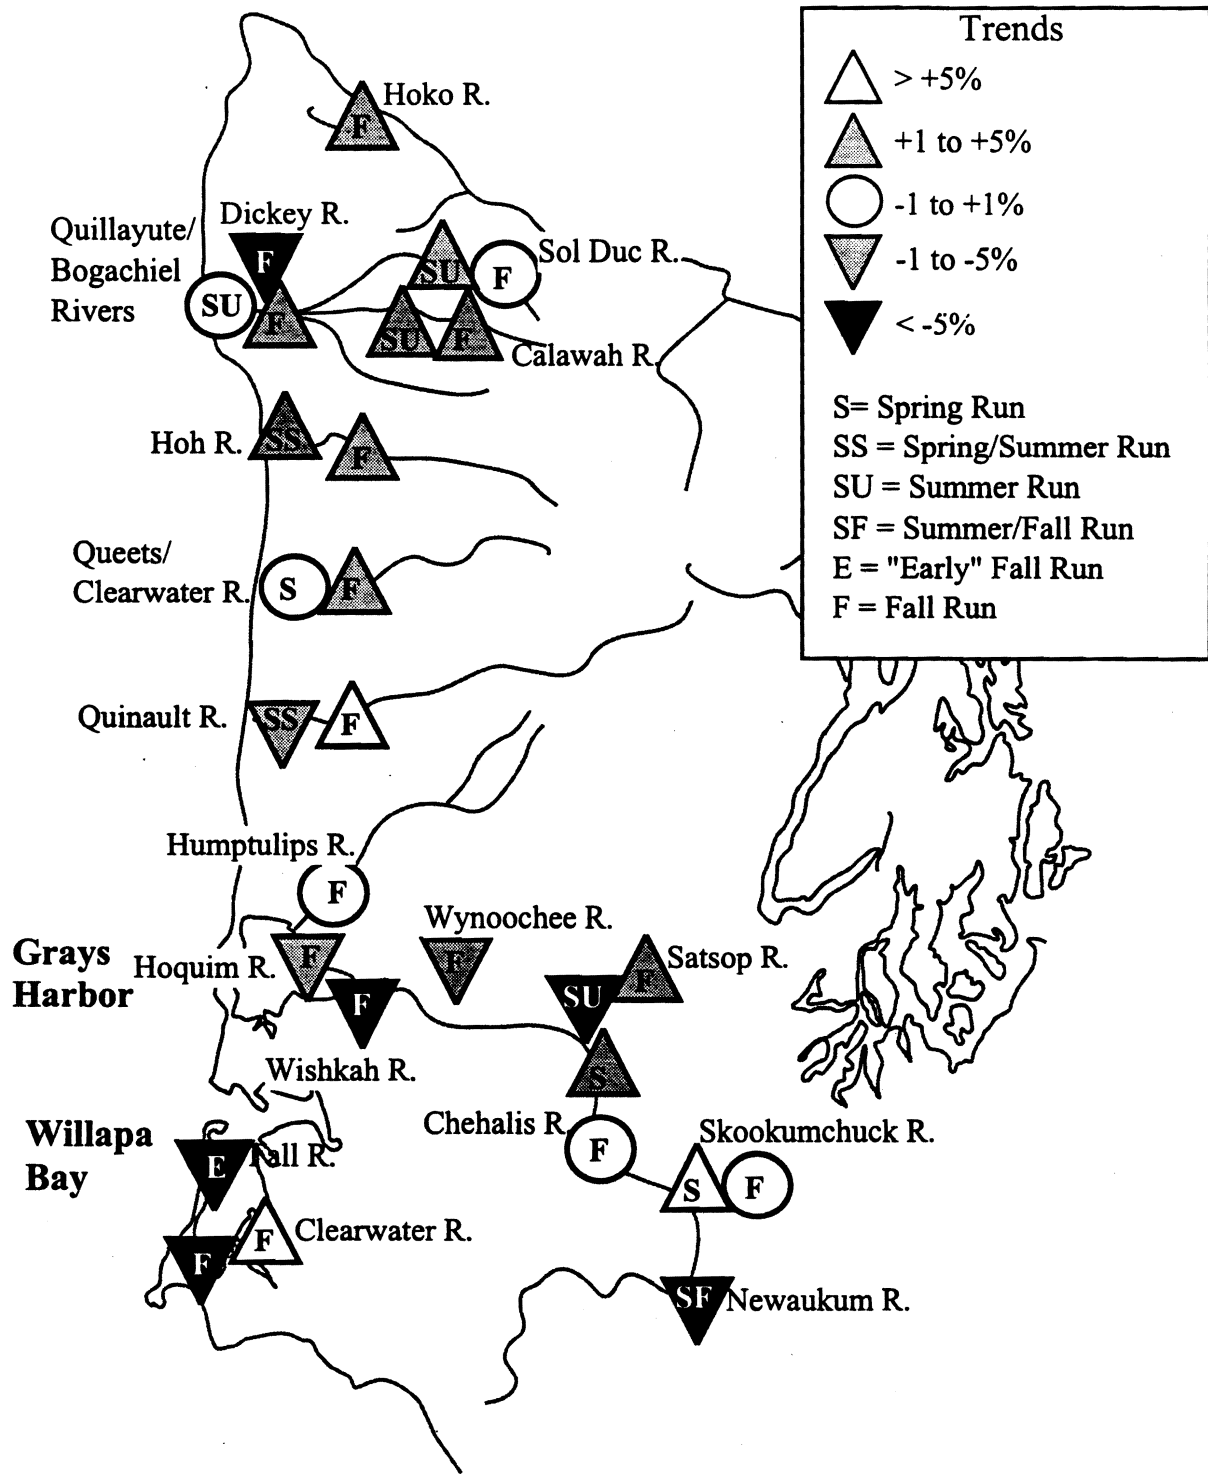 Trends
> +5%
+1 to +5%
-1 to +1%
-1 to -5%
< -5%
S= Spring Run
SS = Spring/Summer Run
SU = Summer Run
SF = Summer/Fall Run
E = "Early" Fall Run
F = Fall Run
Hoko R.
F
Dickey R.
F
Quillayute/
Bogachiel
Rivers
SU
F
SU
F
Sol Duc R.
SU
F
Calawah R.
Hoh R.
SS
F
Queets/
Clearwater R.
S
F
Quinault R.
SS
F
Humptulips R.
F
Grays
Harbor
Hoquim R.
F
Wynoochee R.
F
Satsop R.
SU
F
F
Wishkah R.
S
Chehalis R.
F
Skookumchuck R.
S
F
Willapa
Bay
E
Fall R.
F
Clearwater R.
F
SF
Newaukum R.